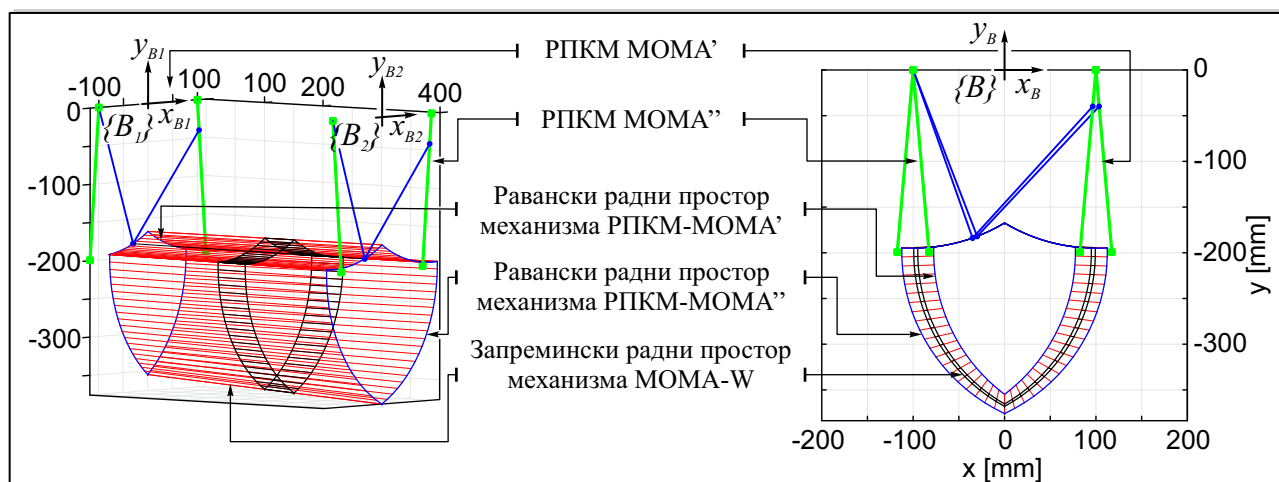 y_B1
-100
100
100
200
y_B2
400
РПКМ МОМА’
y_B
0
{B_1}
x_B1
{B_2}
x_B2
{B}
x_B
0
РПКМ МОМА”
-100
-100
Равански радни простор
механизма РПКМ-МОМА’
-200
-200
Равански радни простор
механизма РПКМ-МОМА”
-300
-300
Запремински радни простор
механизма МОМА-W
y [mm]
-200
-100
0
100
200
x [mm]